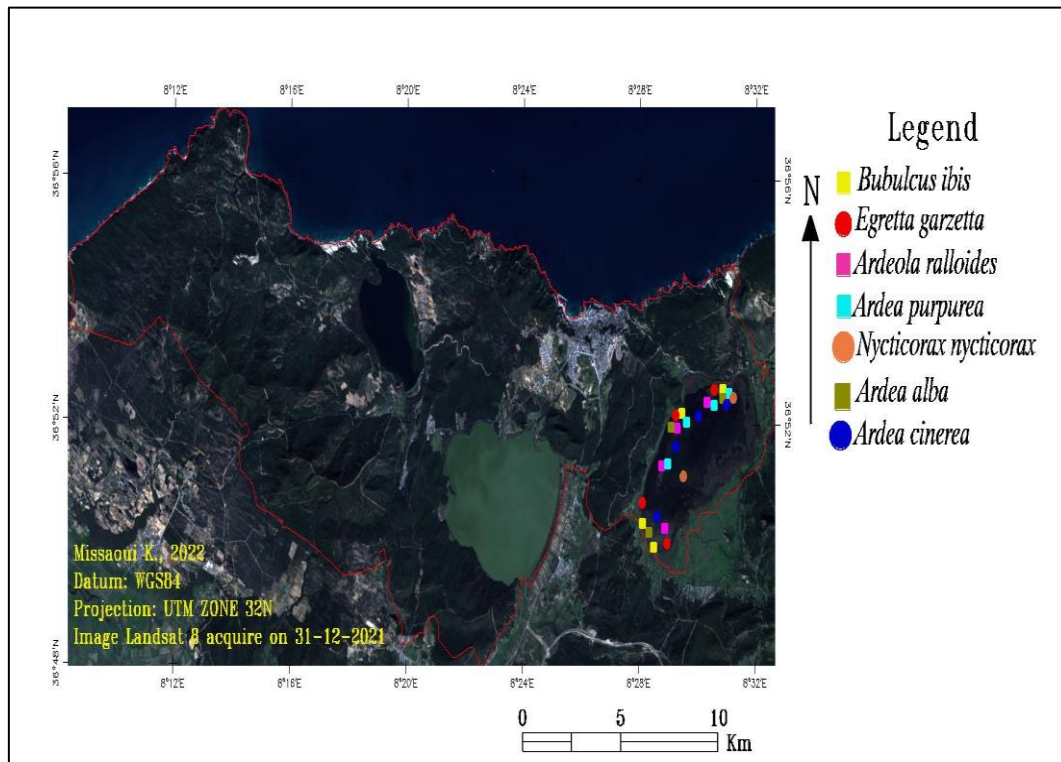 8°12'E 8°16'E 8°20'E 8°24'E 8°28'E 8°32'E
Legend
36°56'N
36°56'N
N
Bubulcus ibis
Egretta garzetta
Ardeola ralloides
Ardea purpurea
Nycticorax nycticorax
Ardea alba
Ardea cinerea
36°52'N
36°52'N
Missaoui K., 2022
Datum: WGS84
Projection: UTM ZONE 32N
Image Landsat 8 acquire on 31-12-2021
36°48'N
36°48'N
8°12'E 8°16'E 8°20'E 8°24'E 8°28'E 8°32'E
0 5 10
Km